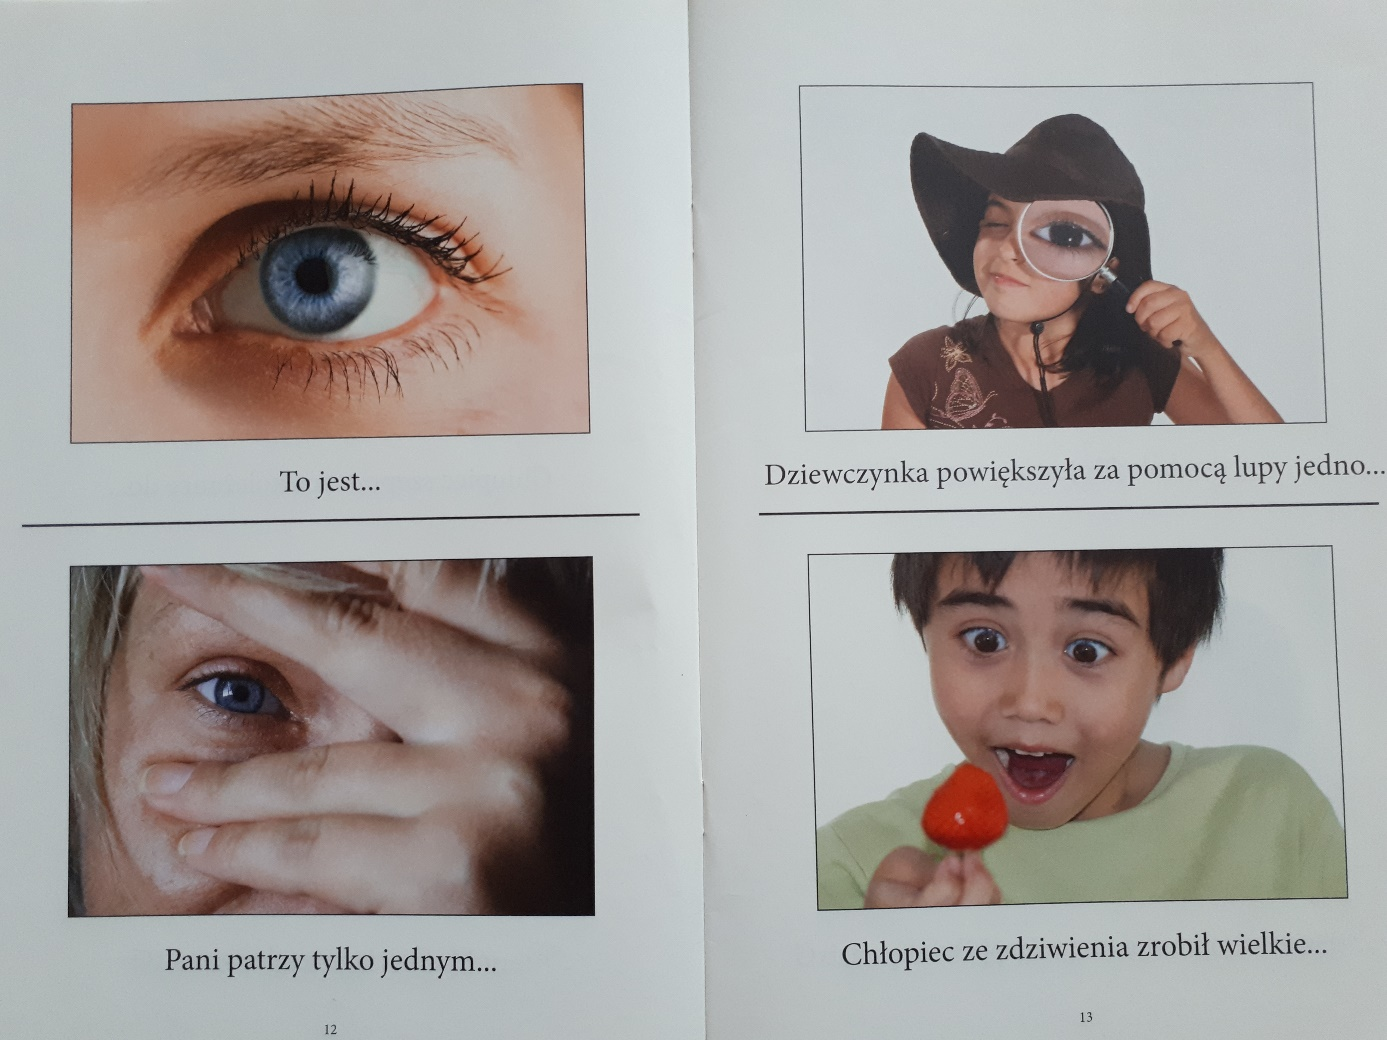 To jest...
Pani patrzy tylko jednym...
12
Dziewczynka powiększyła za pomocą lupy jedno...
Chłopiec ze zdziwienia zrobił wielkie...
13